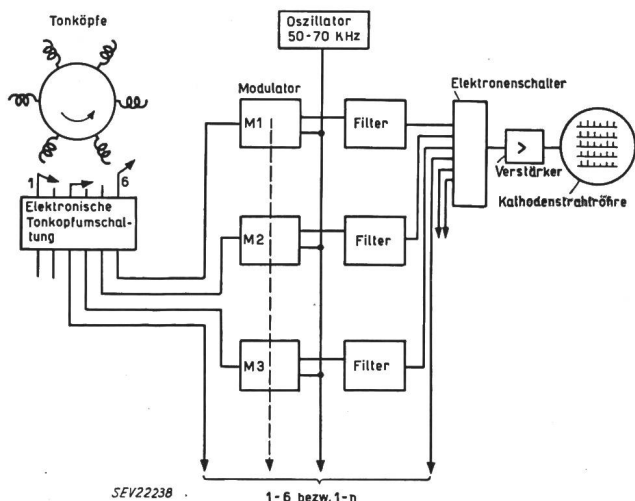 Tonköpfe
Oszillator
50-70 KHz
Elektronenschalter
Modulator
M1
Filter
>
Verstärker
Kathodenstrahlröhre
1
6
Elektronische
Tonkopfumschal-
tung
M2
Filter
M3
Filter
SEV22238
1-6 bezw. 1-n